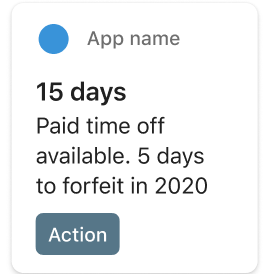 App name
15 days
Paid time off
available. 5 days
to forfeit in 2020
Action